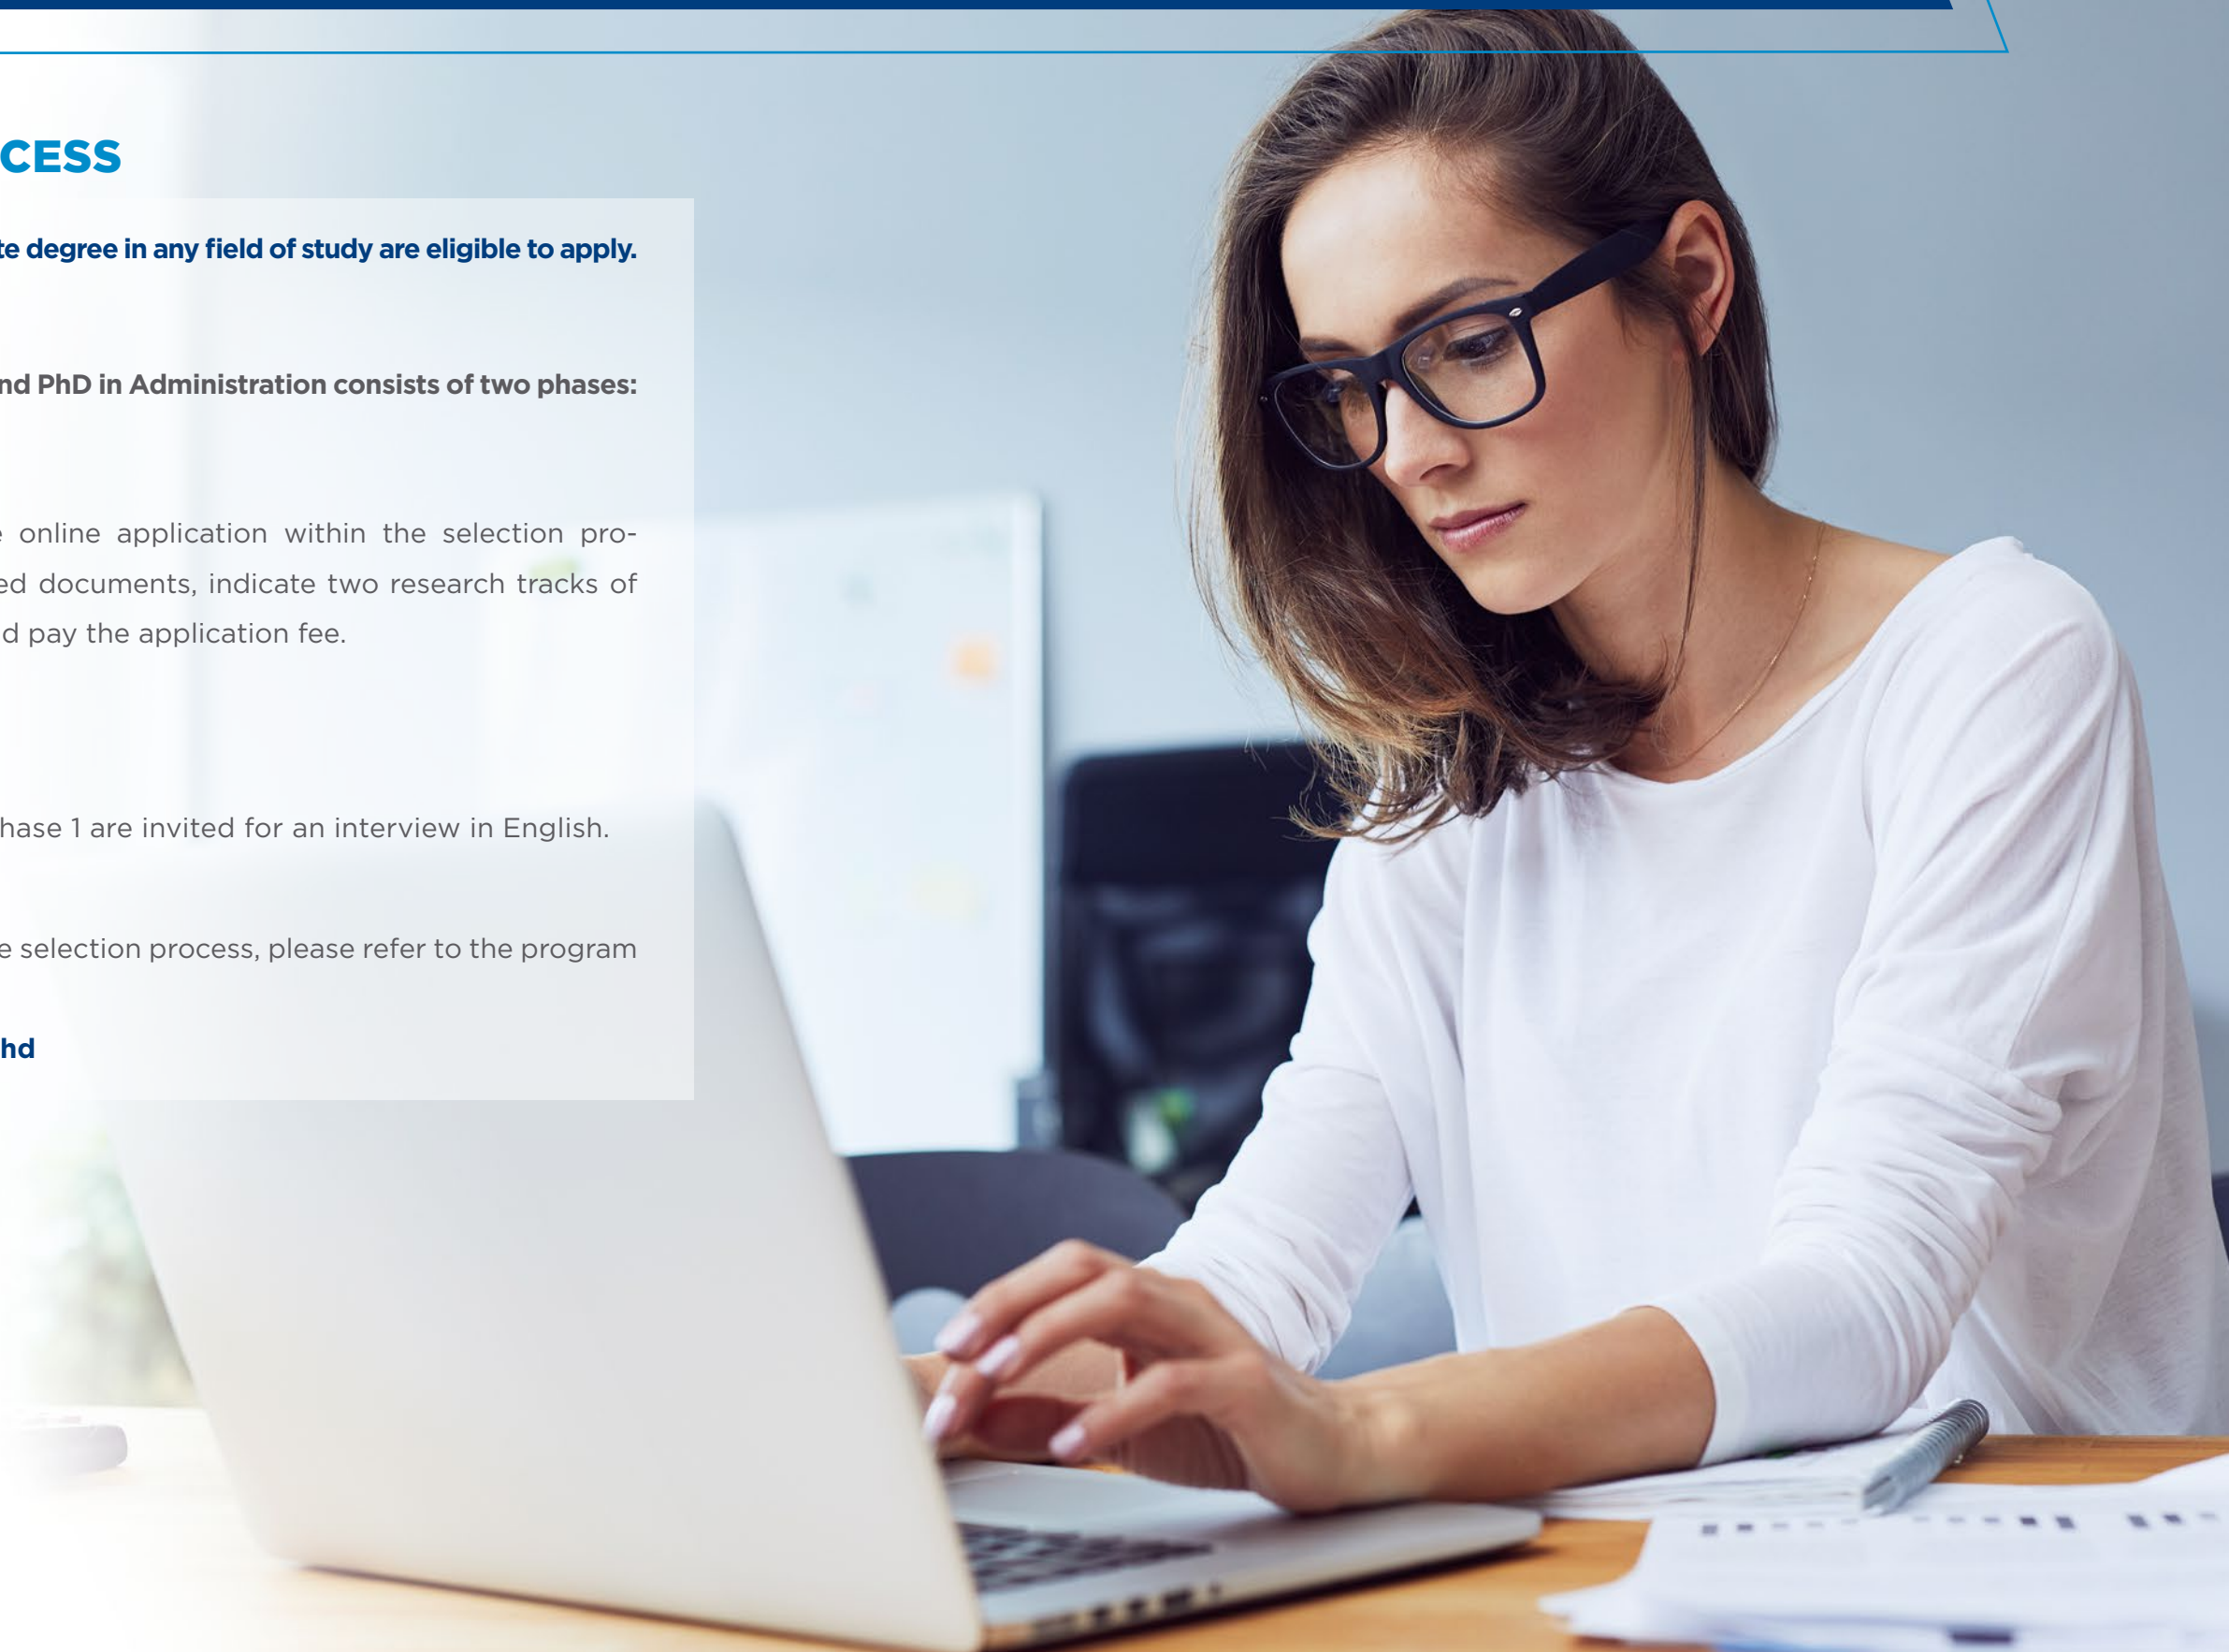 CESS
te degree in any field of study are eligible to apply.
nd PhD in Administration consists of two phases:
e online application within the selection pro-
ed documents, indicate two research tracks of
d pay the application fee.
hase 1 are invited for an interview in English.
e selection process, please refer to the program
hd